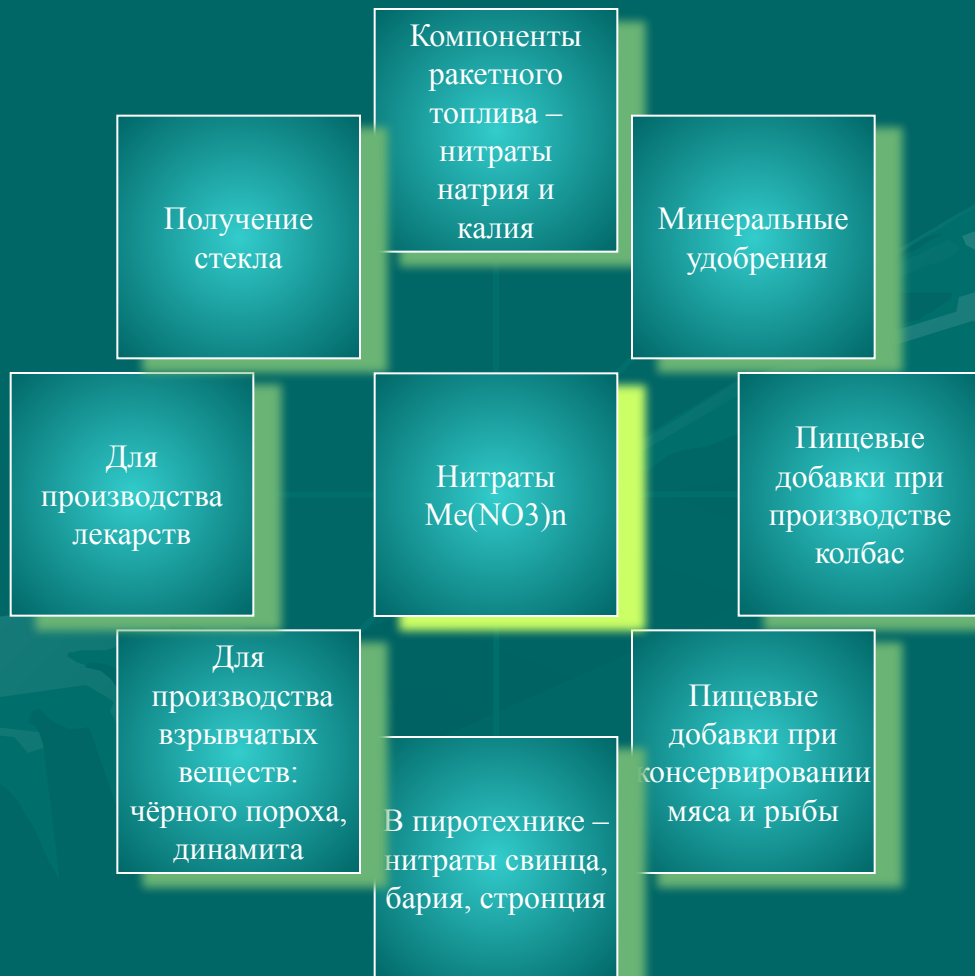 Компоненты
ракетного
топлива –
нитраты
натрия и
калия
Получение
стекла
Минеральные
удобрения
Для
производства
лекарств
Нитраты
Me(NO3)n
Пищевые
добавки при
производстве
колбас
Для
производства
взрывчатых
веществ:
чёрного пороха,
динамита
В пиротехнике –
нитраты свинца,
бария, стронция
Пищевые
добавки при
консервировании
мяса и рыбы